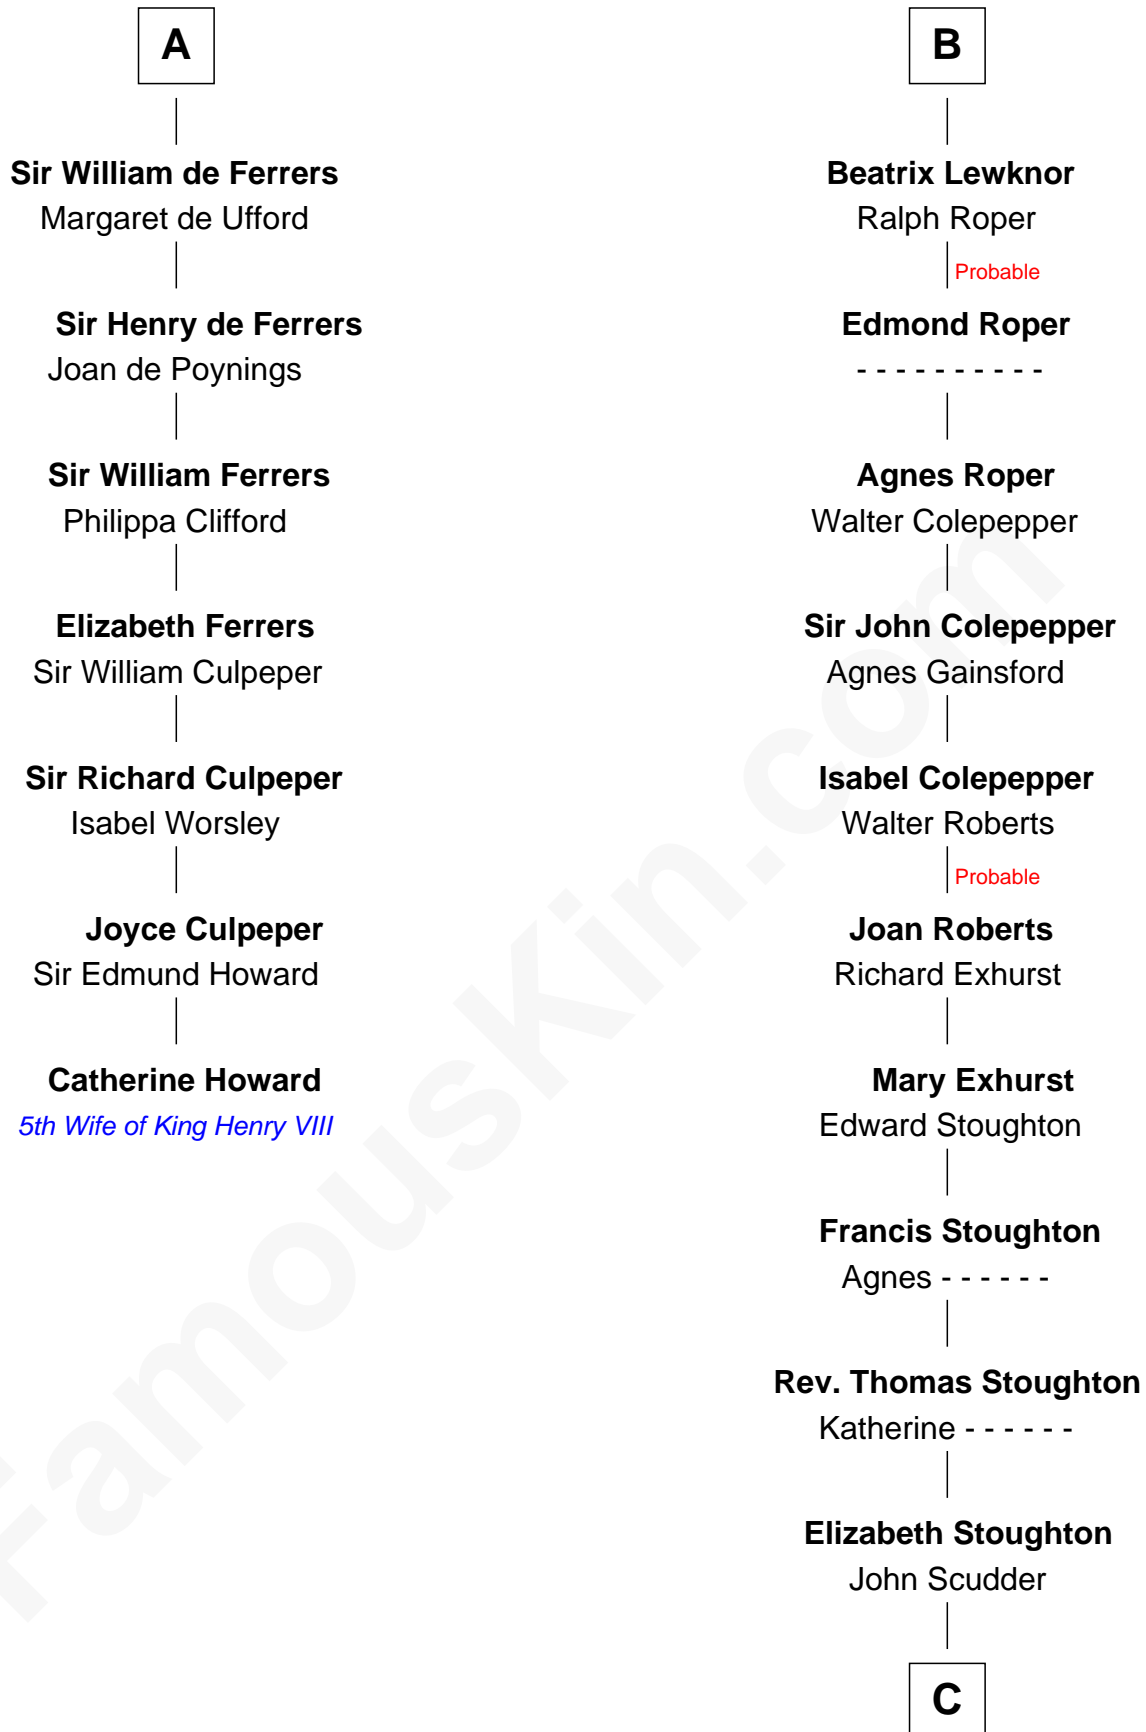 A
Sir William de Ferrers
Margaret de Ufford
Sir Henry de Ferrers
Joan de Poynings
Sir William Ferrers
Philippa Clifford
Elizabeth Ferrers
Sir William Culpeper
Sir Richard Culpeper
Isabel Worsley
Joyce Culpeper
Sir Edmund Howard
Catherine Howard
5th Wife of King Henry VIII
B
Beatrix Lewknor
Ralph Roper
Probable
Edmond Roper
- - - - - - - - - -
Agnes Roper
Walter Colepepper
Sir John Colepepper
Agnes Gainsford
Isabel Colepepper
Walter Roberts
Probable
Joan Roberts
Richard Exhurst
Mary Exhurst
Edward Stoughton
Francis Stoughton
Agnes - - - - - -
Rev. Thomas Stoughton
Katherine - - - - - -
Elizabeth Stoughton
John Scudder
C
FamousKin.com